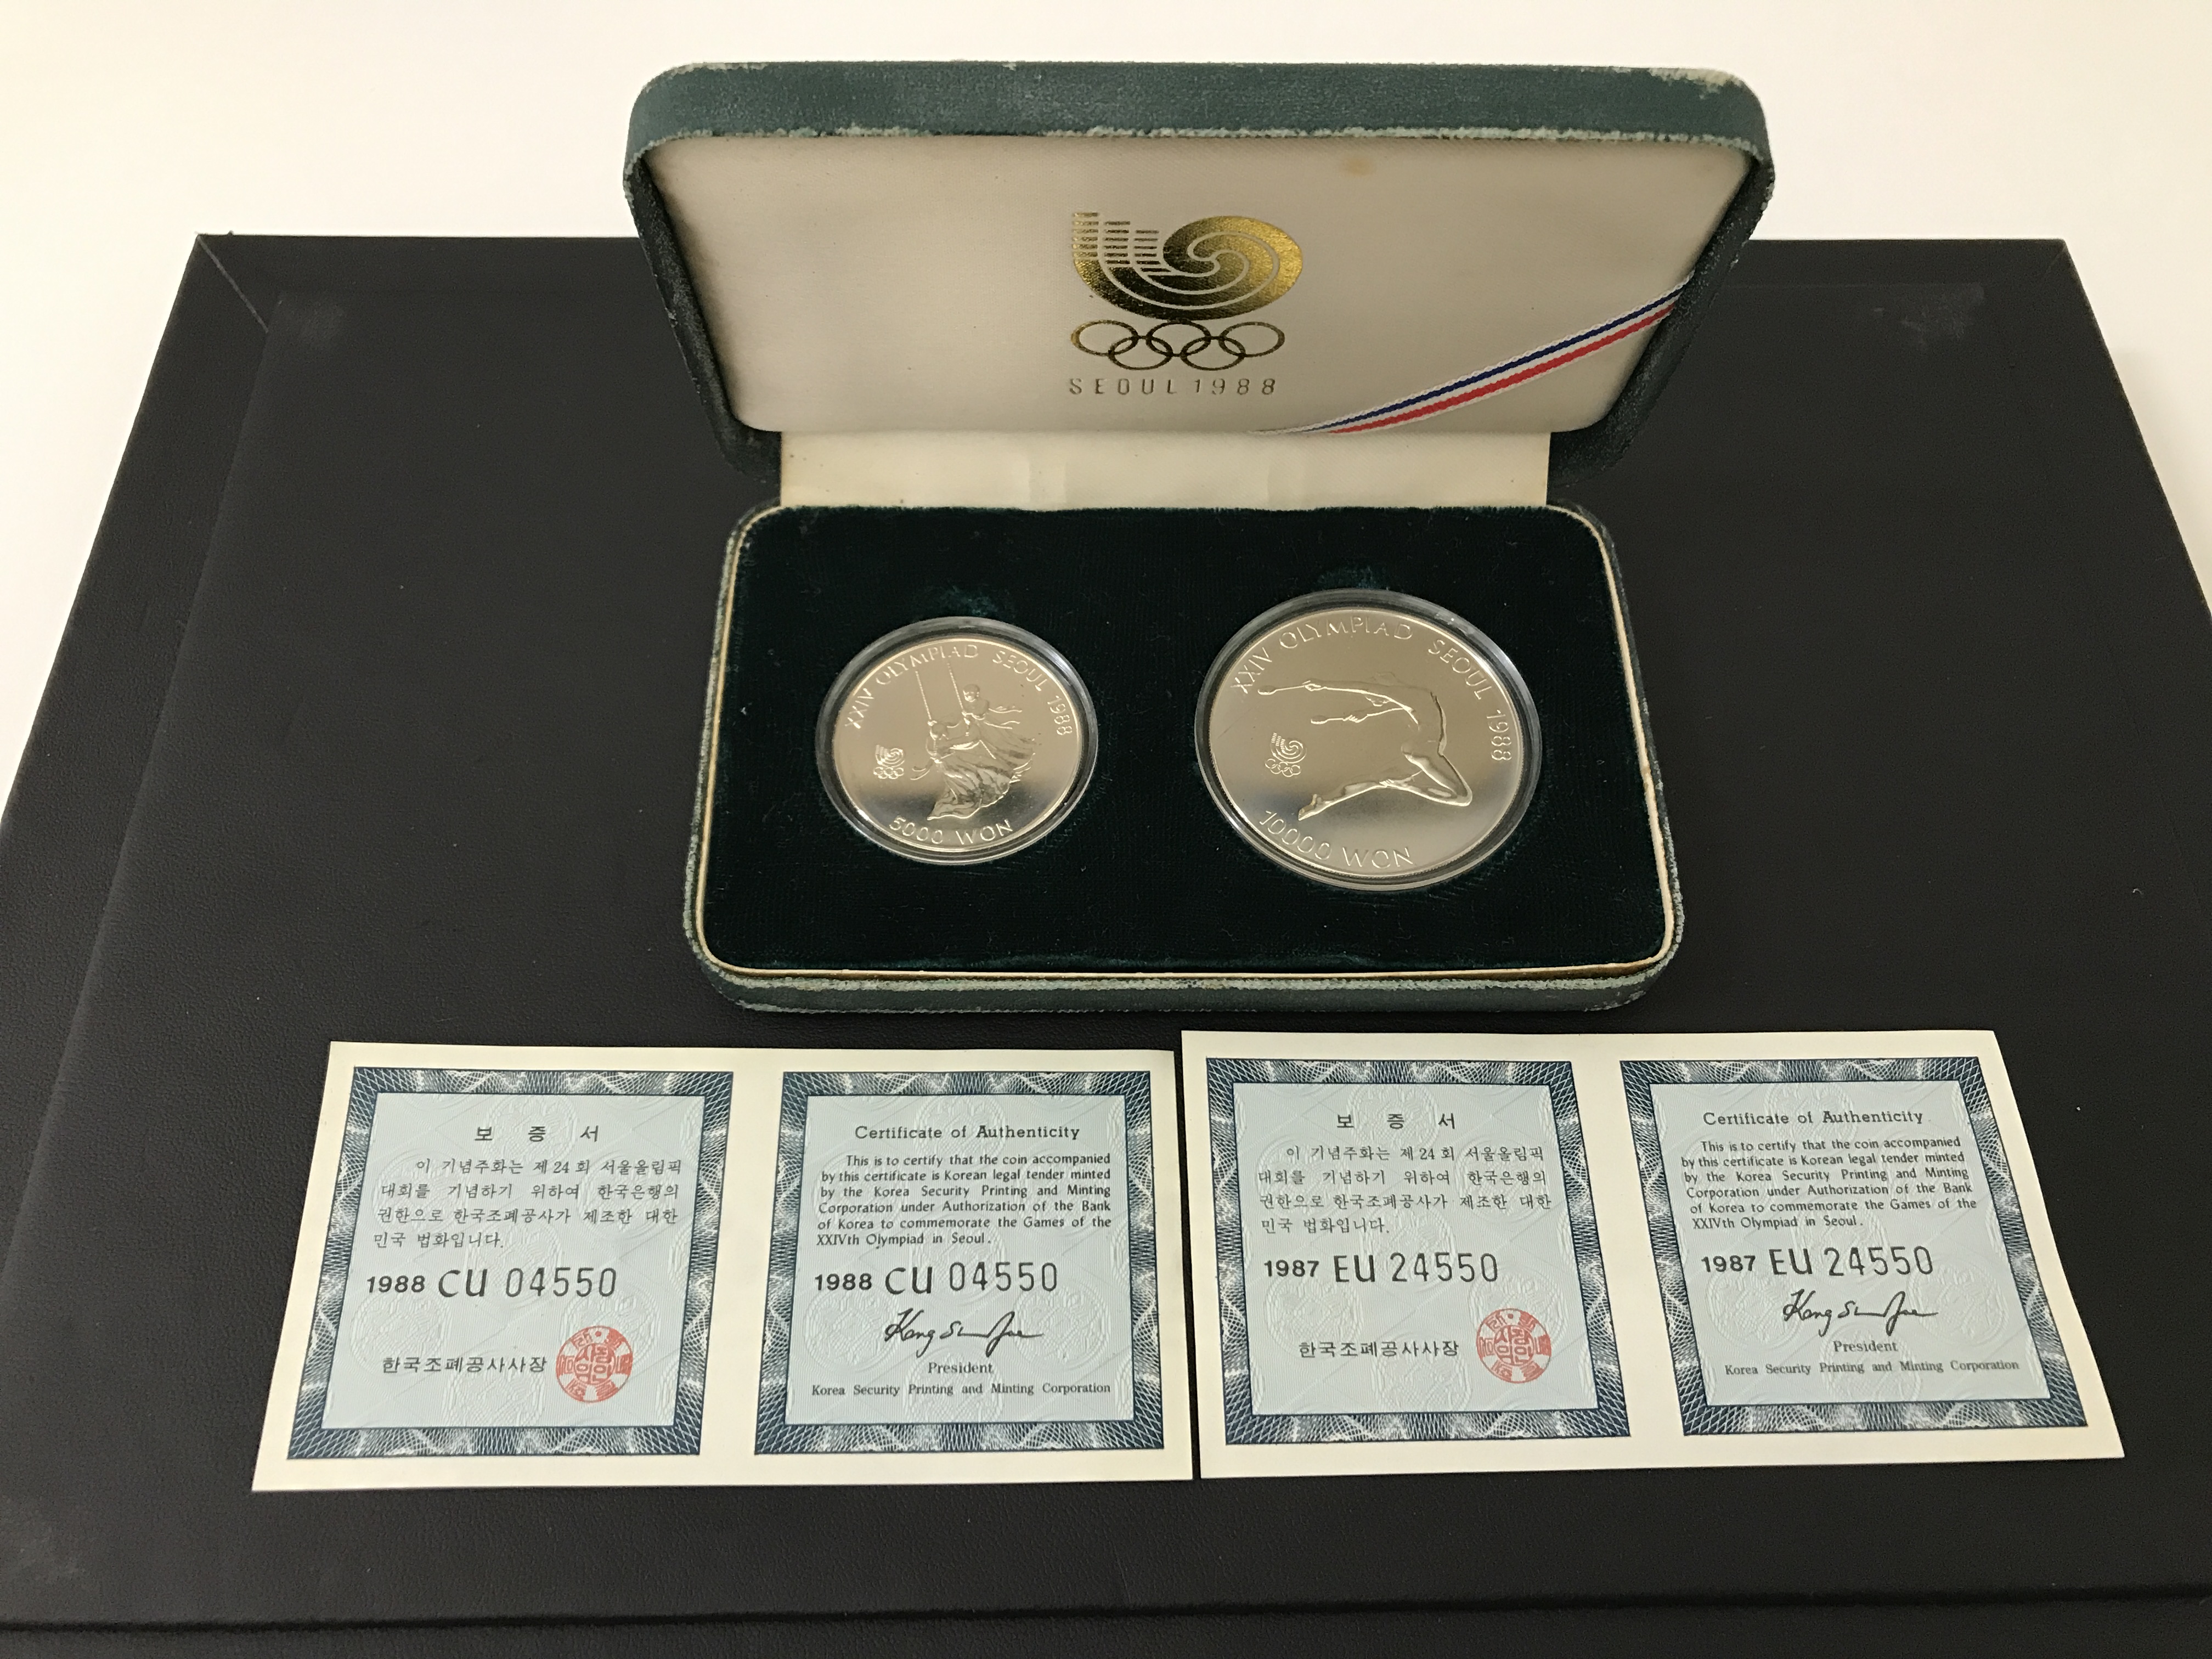 SEOUL 1988
XXIV OLYMPIAD SEOUL 1988
5000 WON
XXIV OLYMPIAD SEOUL 1988
10000 WON
보 증 서
이 기념주화는 제 24 회 서울올림픽
대회를 기념하기 위하여 한국은행의
권한으로 한국조폐공사가 제조한 대한
민국 법화입니다.
1988 CU 04550
한국조폐공사사장
Certificate of Authenticity
This is to certify that the coin accompanied
by this certificate is Korean legal tender minted
by the Korea Security Printing and Minting
Corporation under Authorization of the Bank
of Korea to commemorate the Games of the
XXIVth Olympiad in Seoul.
1988 CU 04550
President
Korea Security Printing and Minting Corporation
보 증 서
이 기념주화는 제 24 회 서울올림픽
대회를 기념하기 위하여 한국은행의
권한으로 한국조폐공사가 제조한 대한
민국 법화입니다.
1987 EU 24550
한국조폐공사사장
Certificate of Authenticity
This is to certify that the coin accompanied
by this certificate is Korean legal tender minted
by the Korea Security Printing and Minting
Corporation under Authorization of the Bank
of Korea to commemorate the Games of the
XXIVth Olympiad in Seoul.
1987 EU 24550
President
Korea Security Printing and Minting Corporation